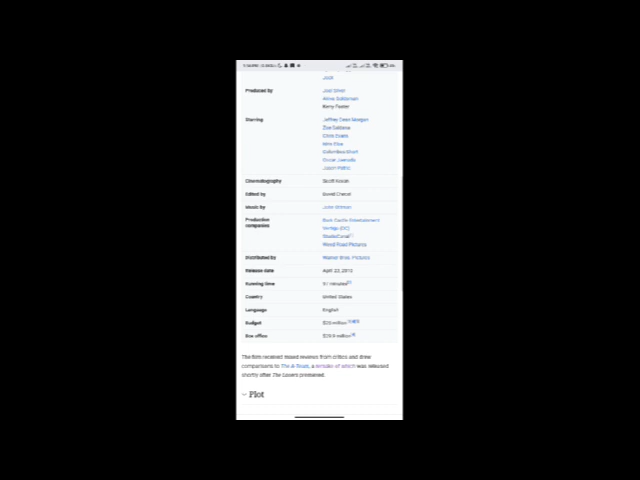 Jock
Produced by
Joel Silver
Akiva Goldsman
Kerry Foster
Starring
Jeffrey Dean Morgan
Zoe Saldana
Chris Evans
Idris Elba
Columbus Short
Óscar Jaenada
Jason Patric
Cinematography
Scott Kevan
Edited by
David Checel
Music by
John Ottman
Production companies
Dark Castle Entertainment
Vertigo (DC)
StudioCanal
Weed Road Pictures
Distributed by
Warner Bros. Pictures
Release date
April 23, 2010
Running time
97 minutes
Country
United States
Language
English
Budget
$25 million
Box office
million
The film received mixed reviews from critics and drew
comparisons to The A-Team, a remake of which was released
shortly after The Losers premiered.
Plot